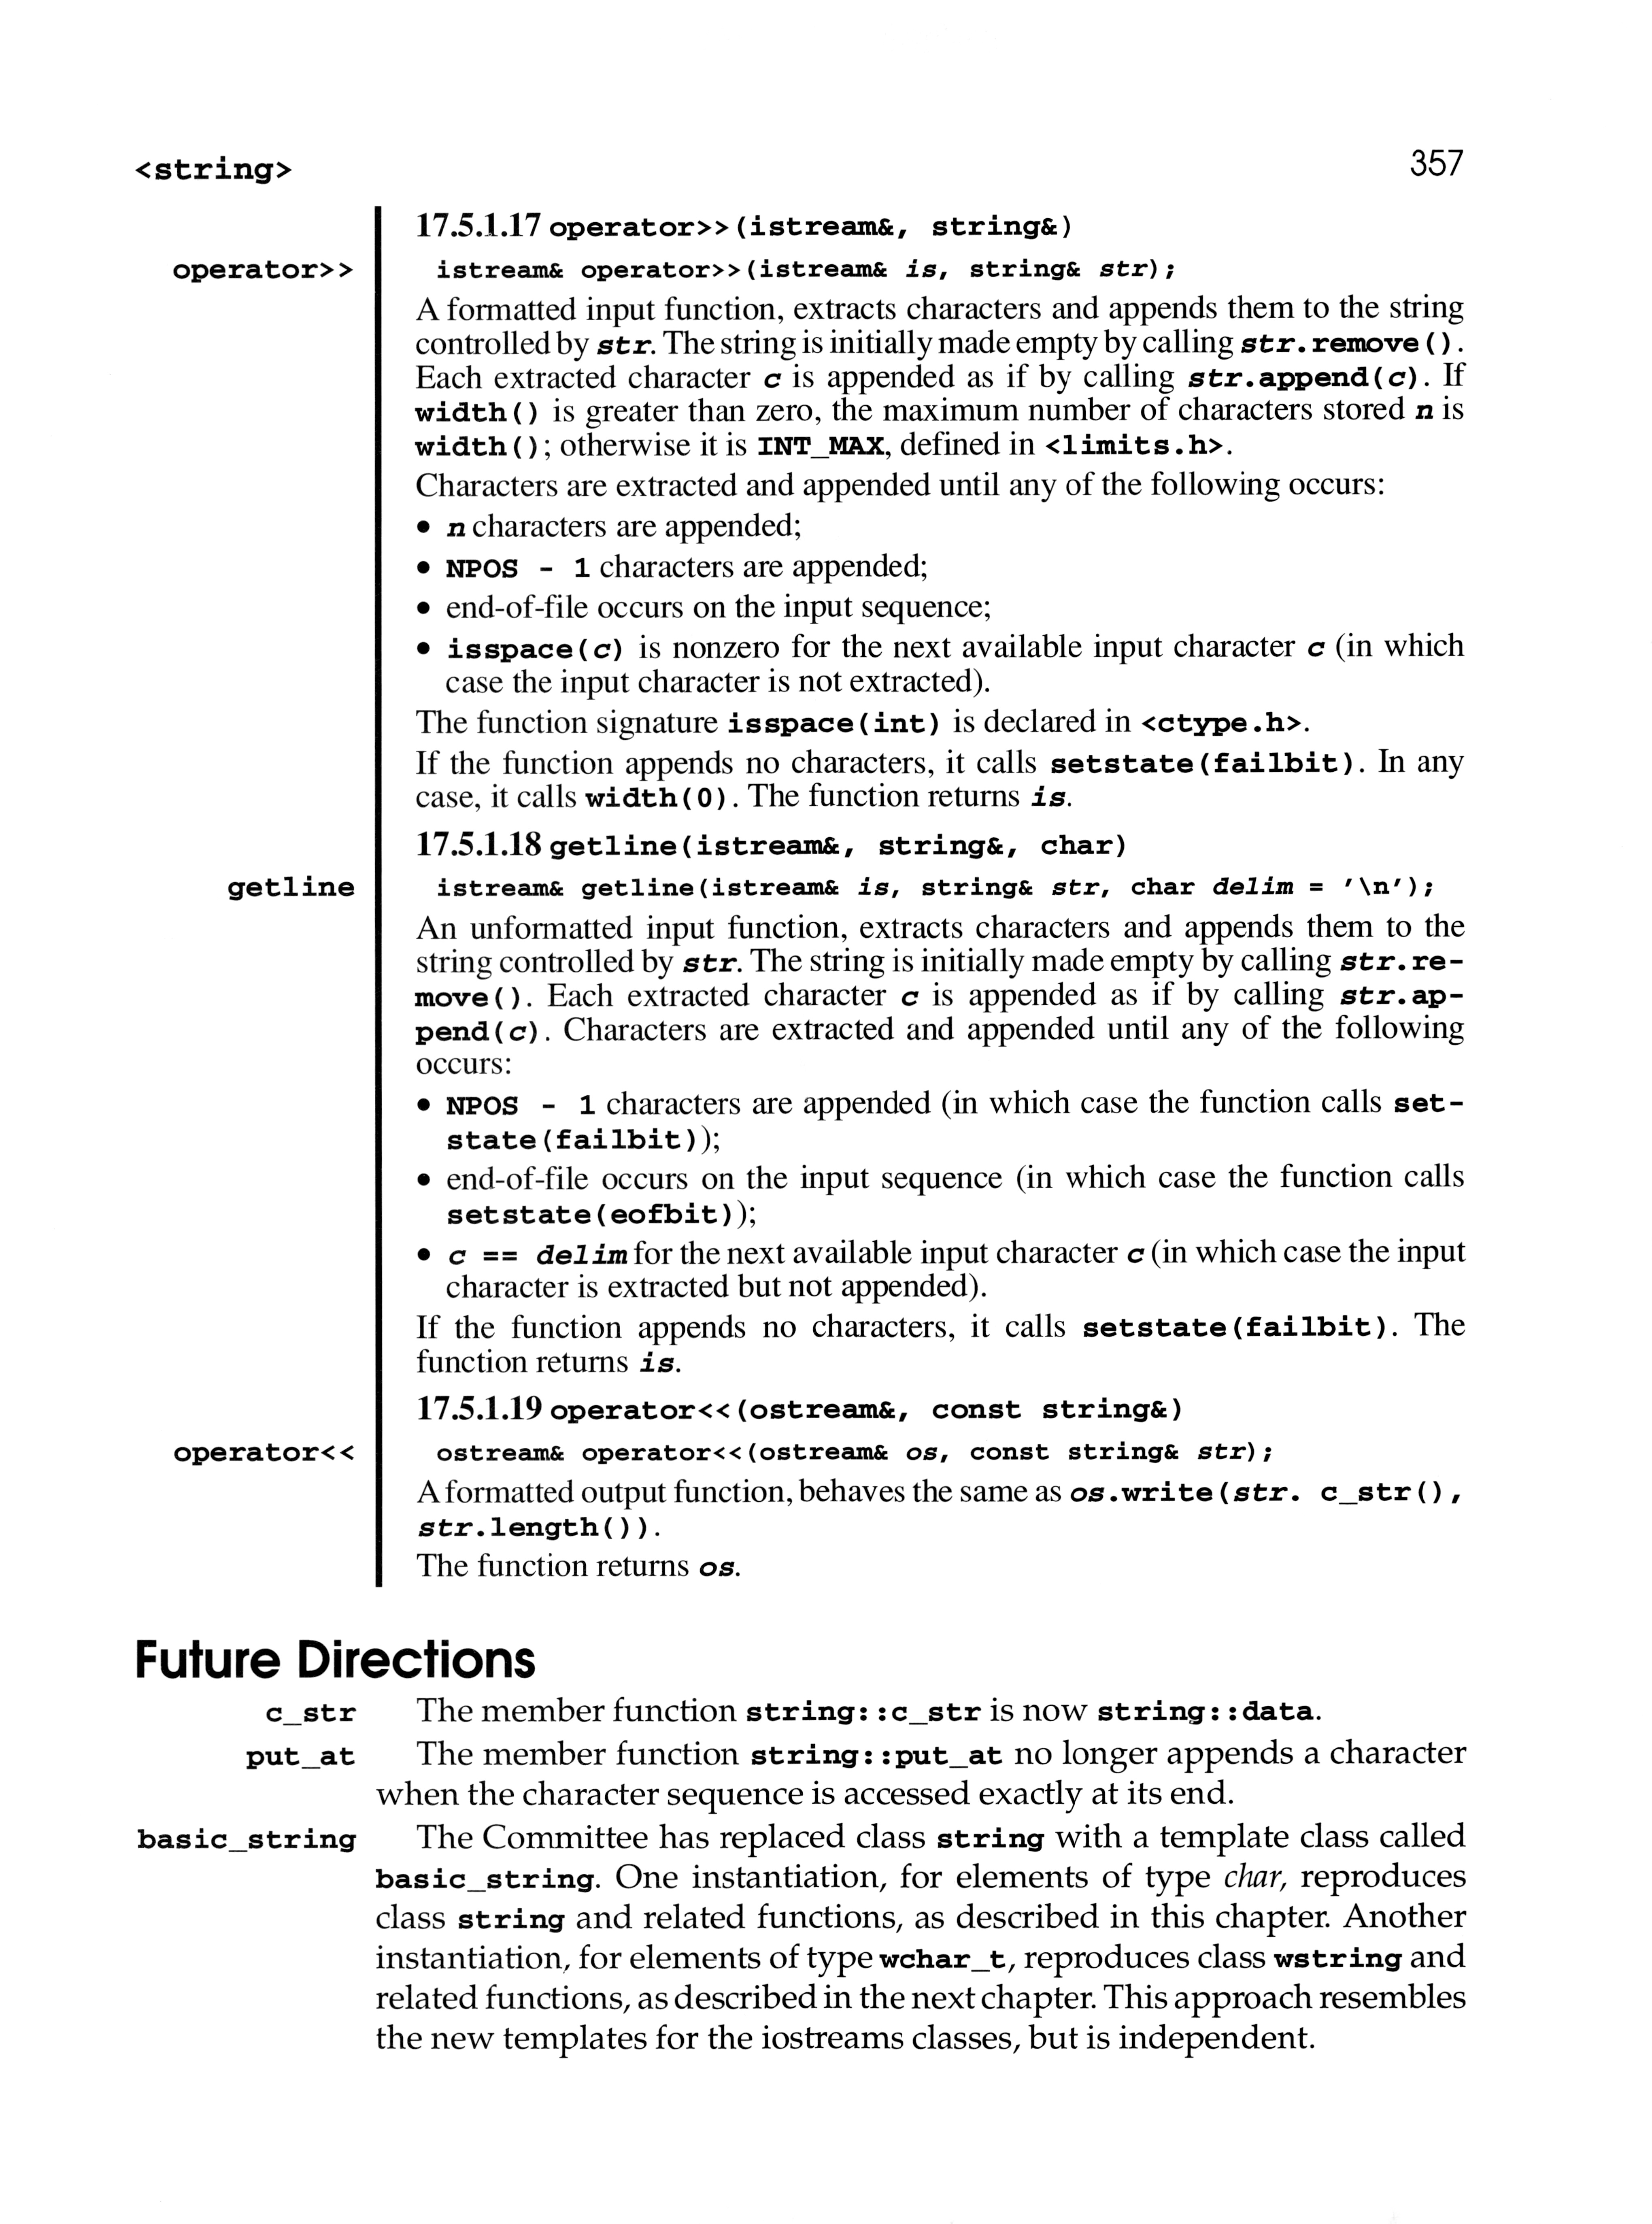 <string> 357
17.5.1.17 operator>>(istream&, string&)
operator>> istream& operator>>(istream& is, string& str);
A formatted input function, extracts characters and appends them to the string
controlled by str. The string is initially made empty by calling str.remove().
Each extracted character c is appended as if by calling str.append(c). If
width() is greater than zero, the maximum number of characters stored n is
width(); otherwise it is INT_MAX, defined in <limits.h>.
Characters are extracted and appended until any of the following occurs:
• n characters are appended;
• NPOS - 1 characters are appended;
• end-of-file occurs on the input sequence;
• isspace(c) is nonzero for the next available input character c (in which
case the input character is not extracted).
The function signature isspace(int) is declared in <ctype.h>.
If the function appends no characters, it calls setstate(failbit). In any
case, it calls width(0). The function returns is.
17.5.1.18 getline(istream&, string&, char)
getline istream& getline(istream& is, string& str, char delim = '\n');
An unformatted input function, extracts characters and appends them to the
string controlled by str. The string is initially made empty by calling str.re-
move(). Each extracted character c is appended as if by calling str.ap-
pend(c). Characters are extracted and appended until any of the following
occurs:
• NPOS - 1 characters are appended (in which case the function calls set-
state(failbit));
• end-of-file occurs on the input sequence (in which case the function calls
setstate(eofbit));
• c == delim for the next available input character c (in which case the input
character is extracted but not appended).
If the function appends no characters, it calls setstate(failbit). The
function returns is.
17.5.1.19 operator<<(ostream&, const string&)
operator<< ostream& operator<<(ostream& os, const string& str);
A formatted output function, behaves the same as os.write(str. c_str(),
str.length()).
The function returns os.
Future Directions
c_str The member function string::c_str is now string::data.
put_at The member function string::put_at no longer appends a character
when the character sequence is accessed exactly at its end.
basic_string The Committee has replaced class string with a template class called
basic_string. One instantiation, for elements of type char, reproduces
class string and related functions, as described in this chapter. Another
instantiation, for elements of type wchar_t, reproduces class wstring and
related functions, as described in the next chapter. This approach resembles
the new templates for the iostreams classes, but is independent.